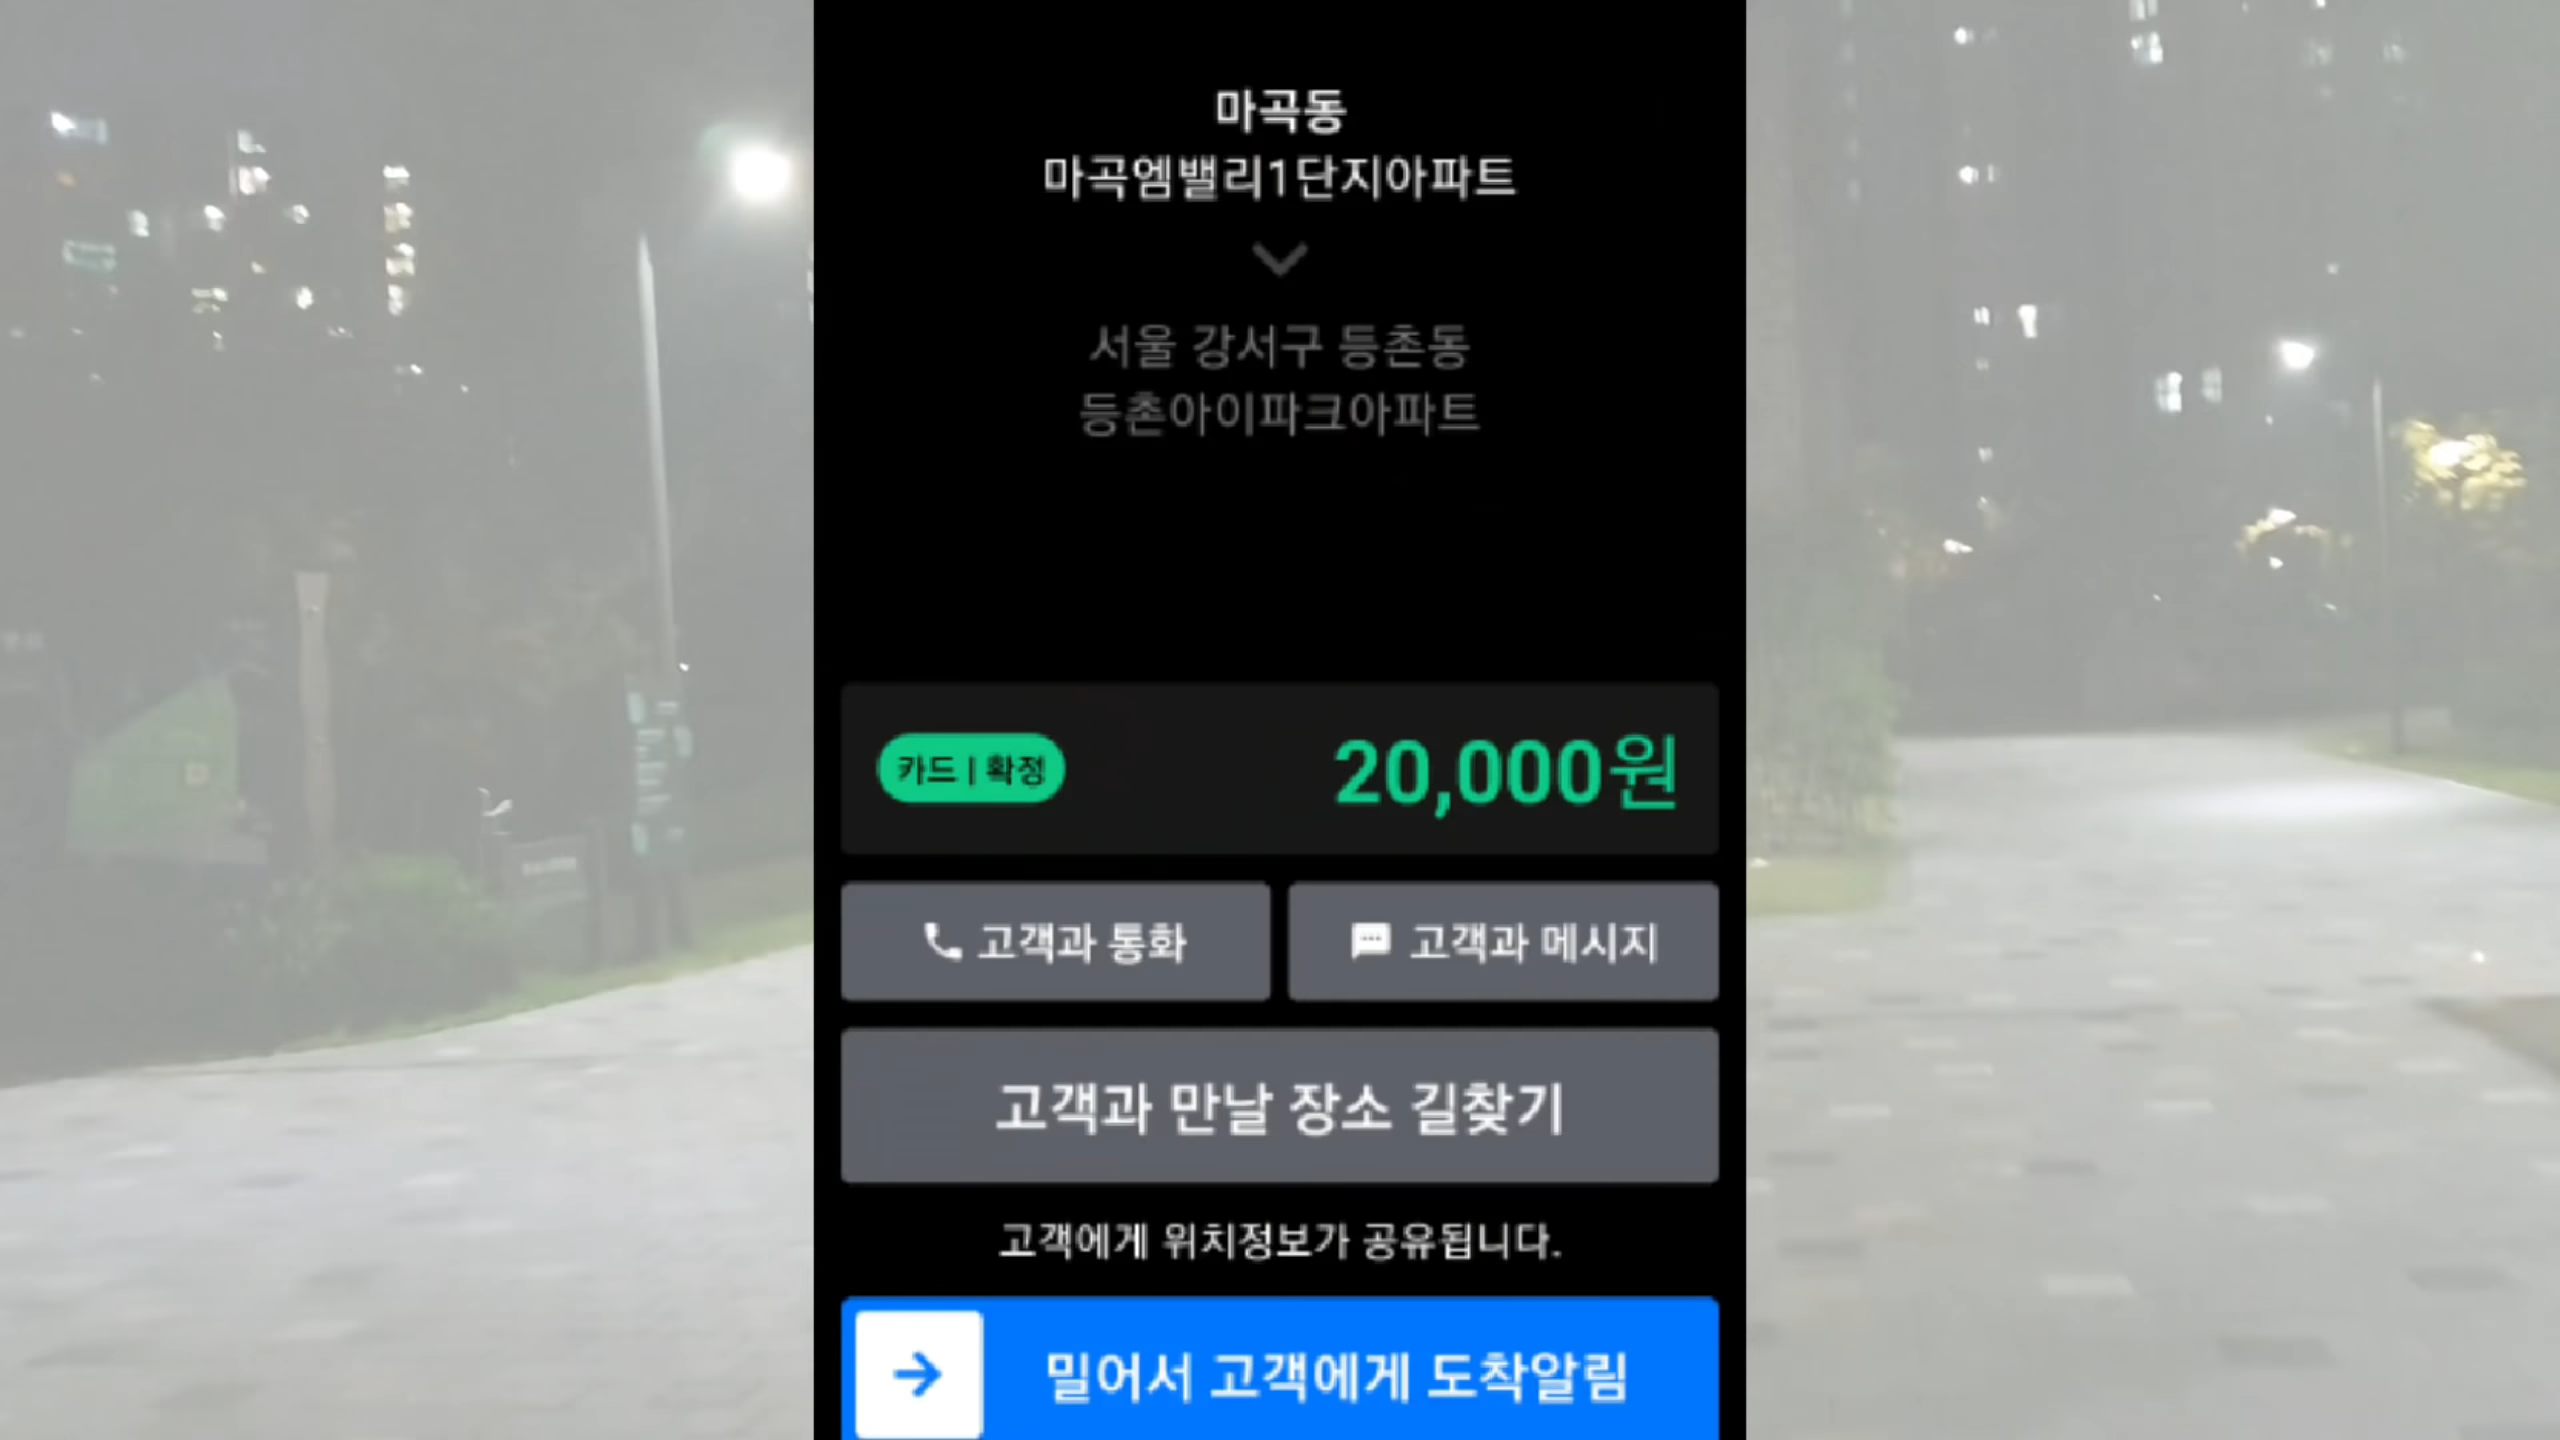 마곡동
마곡엠밸리1단지아파트
서울 강서구 등촌동
등촌아이파크아파트
카드 | 확정
20,000원
고객과 통화
고객과 메시지
고객과 만날 장소 길찾기
고객에게 위치정보가 공유됩니다.
밀어서 고객에게 도착알림